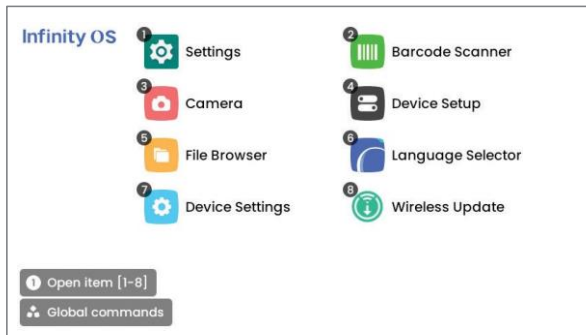 Infinity OS
1 Settings
2 Barcode Scanner
3 Camera
4 Device Setup
5 File Browser
6 Language Selector
7 Device Settings
8 Wireless Update
1 Open item [1-8]
Global commands